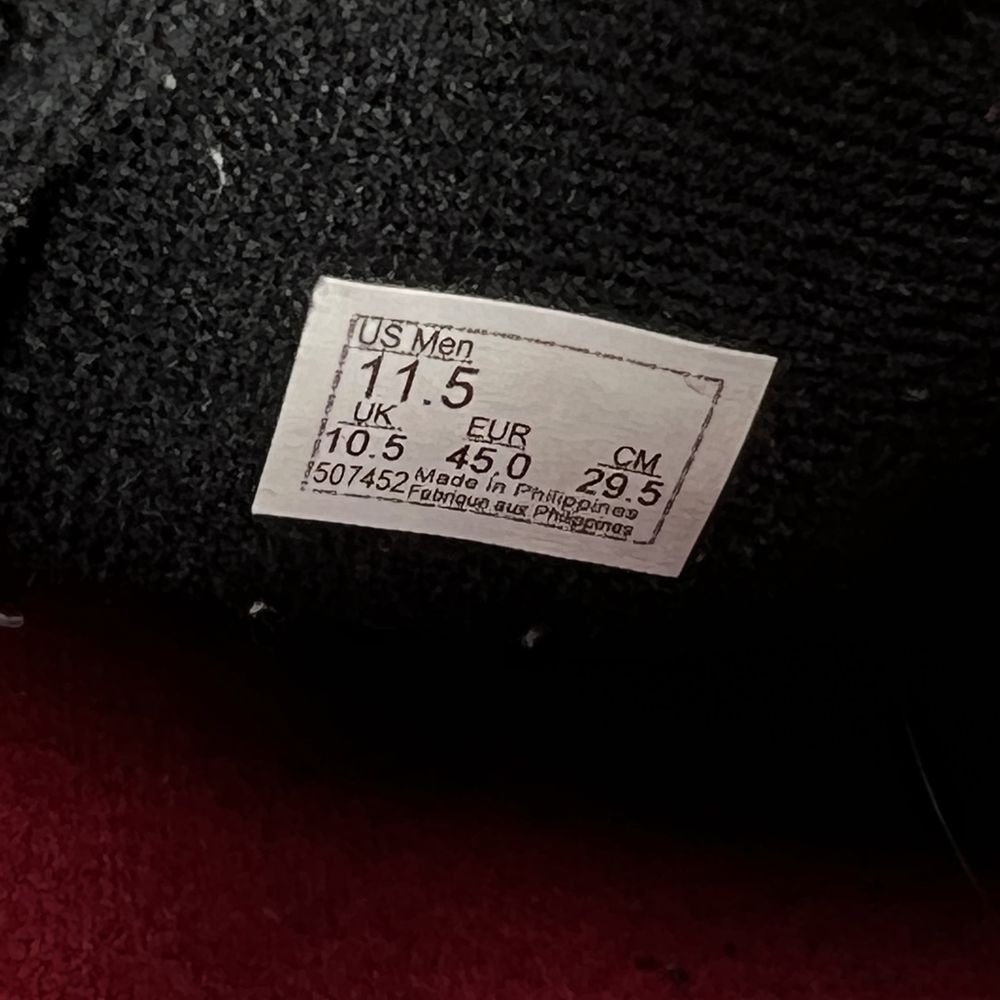 US Men
11.5
UK EUR CM
10.5 45.0 29.5
507452 Made in Philippines
Fabrique aux Philippines